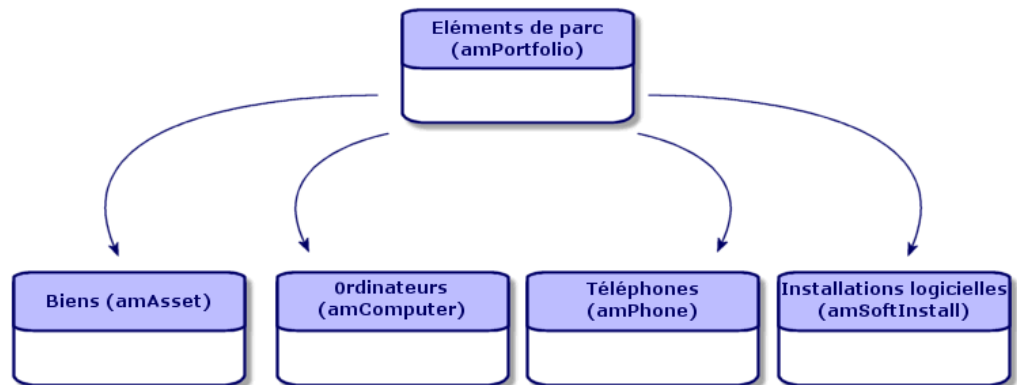 Eléments de parc
(amPortfolio)
Biens (amAsset)
0rdinateurs
(amComputer)
Téléphones
(amPhone)
Installations logicielles
(amSoftInstall)